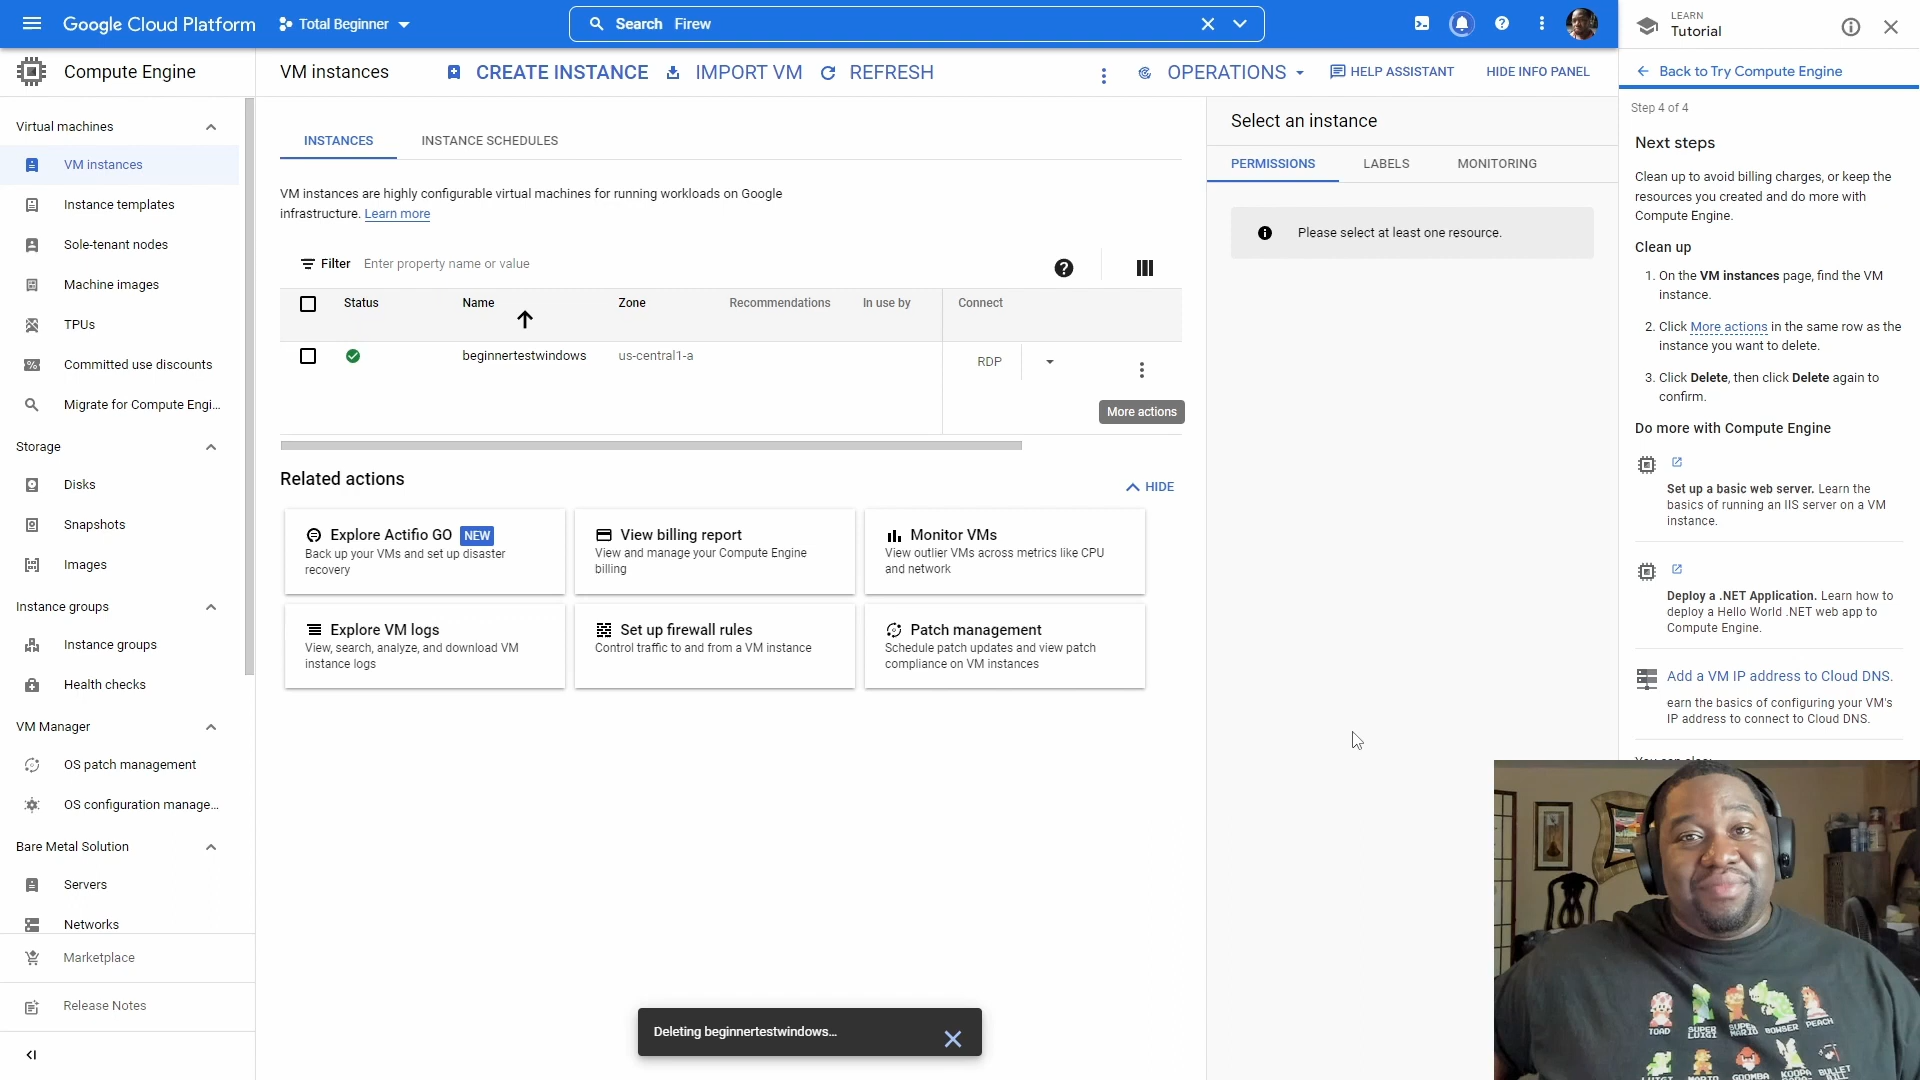 Google Cloud Platform
Total Beginner
Search Firew
LEARN
Tutorial
Compute Engine
VM instances
CREATE INSTANCE
IMPORT VM
REFRESH
OPERATIONS
HELP ASSISTANT
HIDE INFO PANEL
Back to Try Compute Engine
Virtual machines
VM instances
Instance templates
Sole-tenant nodes
Machine images
TPUs
Committed use discounts
Migrate for Compute Engi...
Storage
Disks
Snapshots
Images
Instance groups
Instance groups
Health checks
VM Manager
OS patch management
OS configuration manage...
Bare Metal Solution
Servers
Networks
Marketplace
Release Notes
INSTANCES
INSTANCE SCHEDULES
VM instances are highly configurable virtual machines for running workloads on Google
infrastructure. Learn more
Filter Enter property name or value
Status Name Zone Recommendations In use by Connect
beginnertestwindows us-central1-a RDP
More actions
Related actions
HIDE
Explore Actifio GO NEW
Back up your VMs and set up disaster
recovery
View billing report
View and manage your Compute Engine
billing
Monitor VMs
View outlier VMs across metrics like CPU
and network
Explore VM logs
View, search, analyze, and download VM
instance logs
Set up firewall rules
Control traffic to and from a VM instance
Patch management
Schedule patch updates and view patch
compliance on VM instances
Deleting beginnertestwindows...
Select an instance
PERMISSIONS
LABELS
MONITORING
Please select at least one resource.
Step 4 of 4
Next steps
Clean up to avoid billing charges, or keep the
resources you created and do more with
Compute Engine.
Clean up
1. On the VM instances page, find the VM
instance.
2. Click More actions in the same row as the
instance you want to delete.
3. Click Delete, then click Delete again to
confirm.
Do more with Compute Engine
Set up a basic web server. Learn the
basics of running an IIS server on a VM
instance.
Deploy a .NET Application. Learn how to
deploy a Hello World .NET web app to
Compute Engine.
Add a VM IP address to Cloud DNS.
earn the basics of configuring your VM's
IP address to connect to Cloud DNS.
TOAD
SUPER
LUIGI
SUPER
MARIO
BOWSER
PEACH
LUIGI
MARIO
GOOMBA
KOOPA
BULLET
BILL